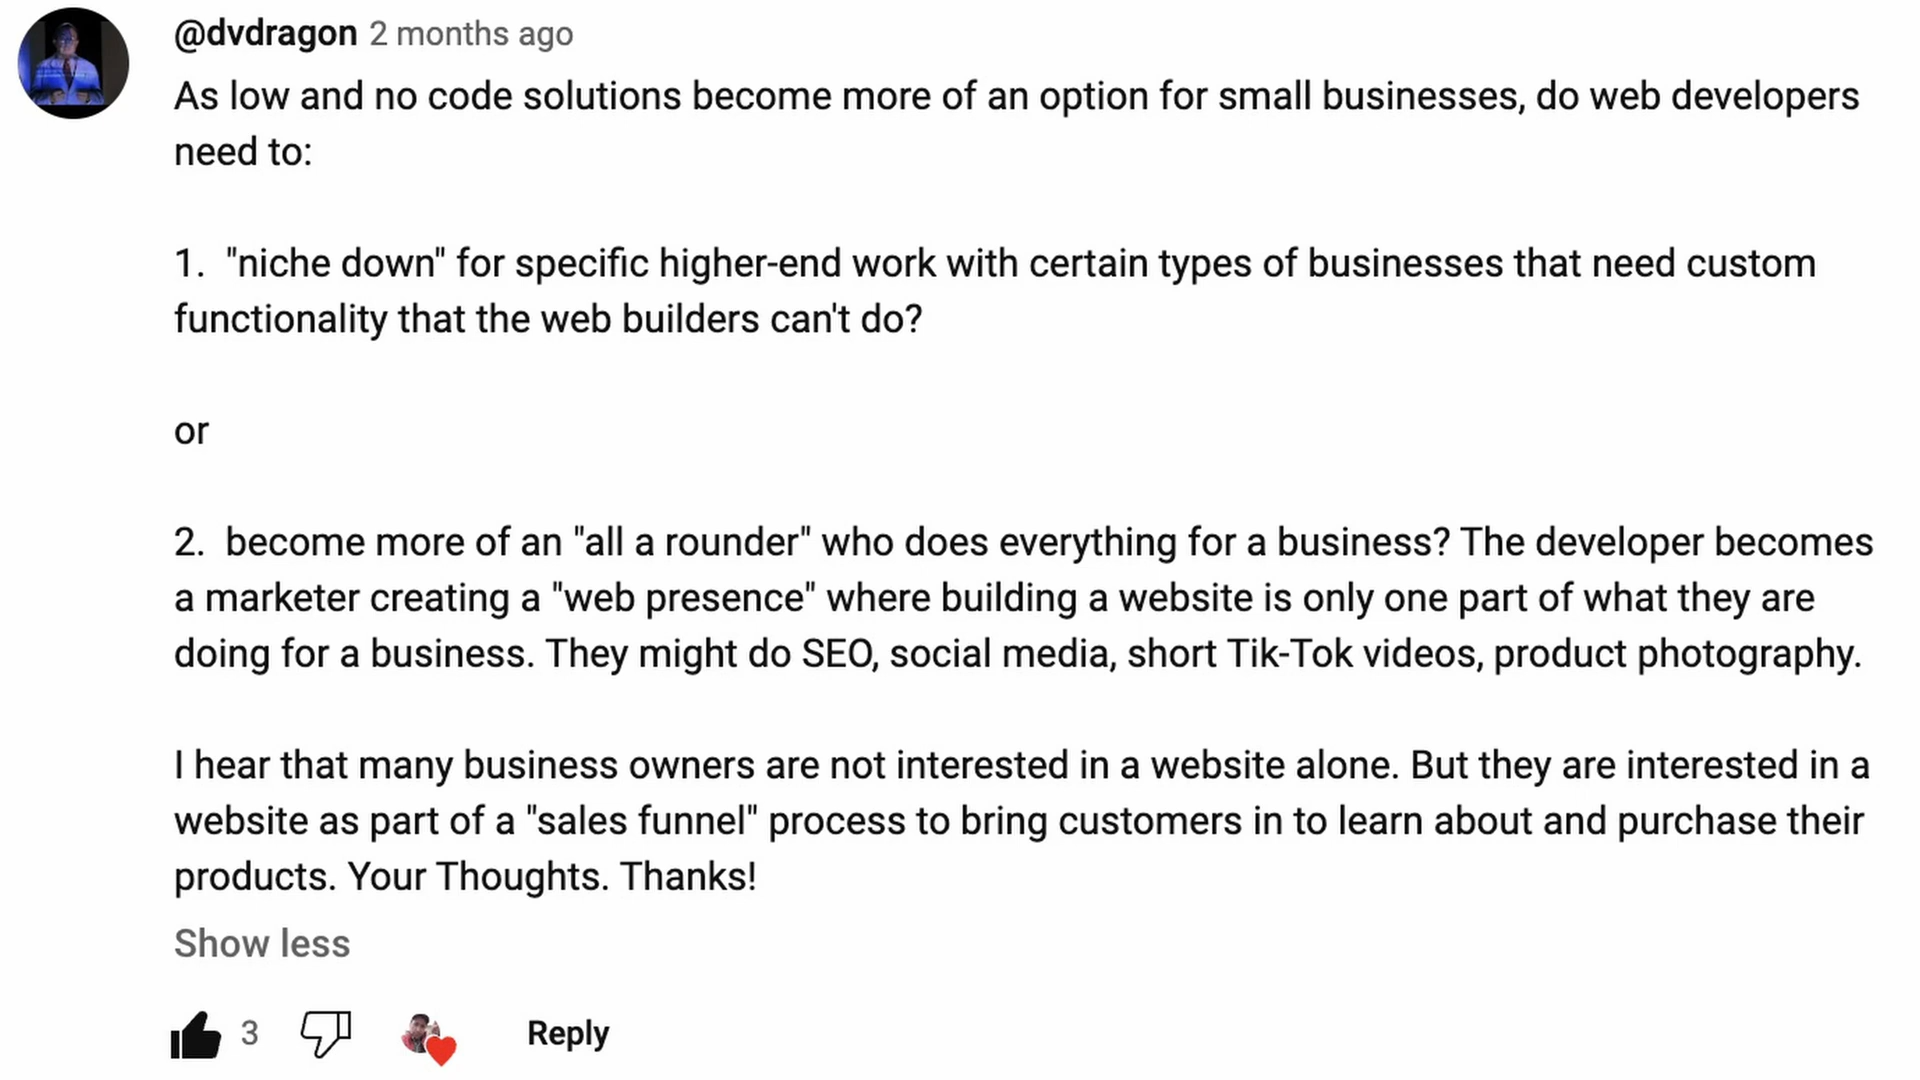 @dvdragon 2 months ago
As low and no code solutions become more of an option for small businesses, do web developers
need to:
1.  "niche down" for specific higher-end work with certain types of businesses that need custom
functionality that the web builders can't do?
or
2.  become more of an "all a rounder" who does everything for a business? The developer becomes
a marketer creating a "web presence" where building a website is only one part of what they are
doing for a business. They might do SEO, social media, short Tik-Tok videos, product photography.
I hear that many business owners are not interested in a website alone. But they are interested in a
website as part of a "sales funnel" process to bring customers in to learn about and purchase their
products. Your Thoughts. Thanks!
Show less
3 Reply